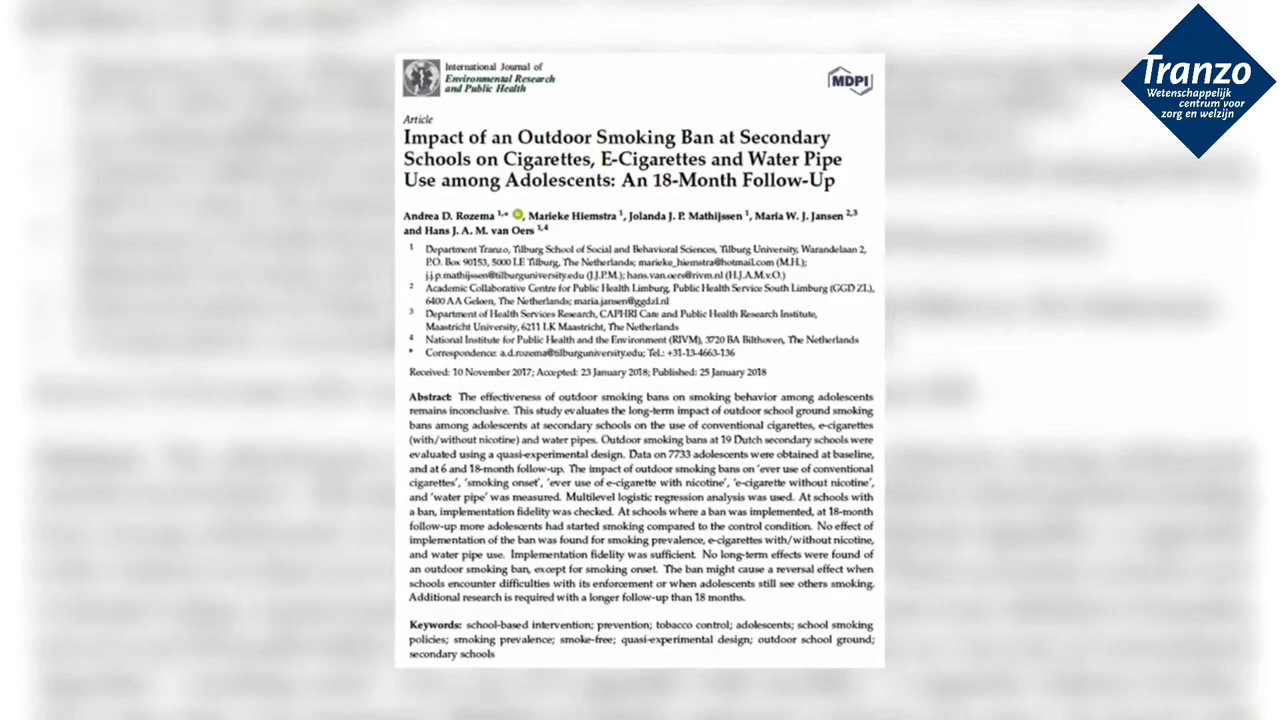 International Journal of
Environmental Research
and Public Health
MDPI
Tranzo
Wetenschappelijk
centrum voor
zorg en welzijn
Article
Impact of an Outdoor Smoking Ban at Secondary
Schools on Cigarettes, E-Cigarettes and Water Pipe
Use among Adolescents: An 18-Month Follow-Up
Andrea D. Rozema 1,* , Marieke Hiemstra 1, Jolanda J. P. Mathijssen 1, Maria W. J. Jansen 2,3
and Hans J. A. M. van Oers 1,4
1 Department Tranzo, Tilburg School of Social and Behavioral Sciences, Tilburg University, Warandelaan 2,
P.O. Box 90153, 5000 LE Tilburg, The Netherlands; marieke_hiemstra@hotmail.com (M.H.);
j.j.p.mathijssen@tilburguniversity.edu (J.J.P.M.); hans.van.oers@rivm.nl (H.J.A.M.v.O.)
2 Academic Collaborative Centre for Public Health Limburg, Public Health Service South Limburg (GGD ZL),
6400 AA Geleen, The Netherlands; maria.jansen@ggdzl.nl
3 Department of Health Services Research, CAPHRI Care and Public Health Research Institute,
Maastricht University, 6211 LK Maastricht, The Netherlands
4 National Institute for Public Health and the Environment (RIVM), 3720 BA Bilthoven, The Netherlands
* Correspondence: a.d.rozema@tilburguniversity.edu; Tel.: +31-13-4663-136
Received: 10 November 2017; Accepted: 23 January 2018; Published: 25 January 2018
Abstract: The effectiveness of outdoor smoking bans on smoking behavior among adolescents
remains inconclusive. This study evaluates the long-term impact of outdoor school ground smoking
bans among adolescents at secondary schools on the use of conventional cigarettes, e-cigarettes
(with/without nicotine) and water pipes. Outdoor smoking bans at 19 Dutch secondary schools were
evaluated using a quasi-experimental design. Data on 7733 adolescents were obtained at baseline,
and at 6 and 18-month follow-up. The impact of outdoor smoking bans on 'ever use of conventional
cigarettes', 'smoking onset', 'ever use of e-cigarette with nicotine', 'e-cigarette without nicotine',
and 'water pipe' was measured. Multilevel logistic regression analysis was used. At schools with
a ban, implementation fidelity was checked. At schools where a ban was implemented, at 18-month
follow-up more adolescents had started smoking compared to the control condition. No effect of
implementation of the ban was found for smoking prevalence, e-cigarettes with/without nicotine,
and water pipe use. Implementation fidelity was sufficient. No long-term effects were found of
an outdoor smoking ban, except for smoking onset. The ban might cause a reversal effect when
schools encounter difficulties with its enforcement or when adolescents still see others smoking.
Additional research is required with a longer follow-up than 18 months.
Keywords: school-based intervention; prevention; tobacco control; adolescents; school smoking
policies; smoking prevalence; smoke-free; quasi-experimental design; outdoor school ground;
secondary schools